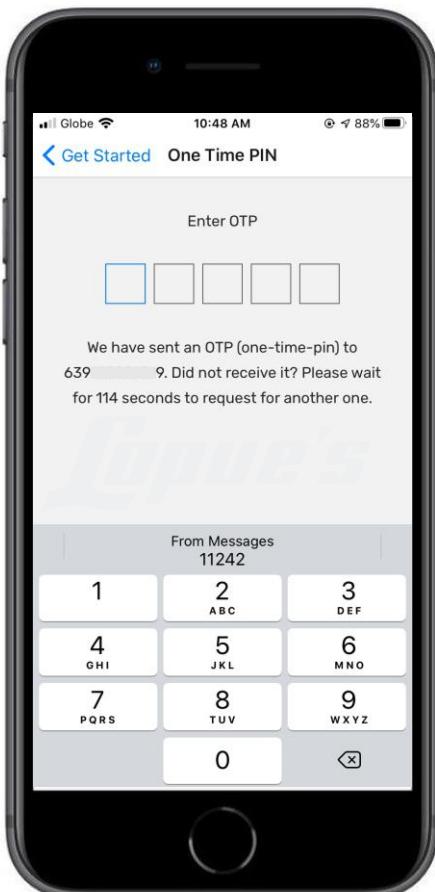 Globe 10:48 AM 88%
Get Started One Time PIN
Enter OTP
We have sent an OTP (one-time-pin) to
639 9. Did not receive it? Please wait
for 114 seconds to request for another one.
Lopue's
From Messages
11242
1 2 3
ABC DEF
4 5 6
GHI JKL MNO
7 8 9
PQRS TUV WXYZ
0